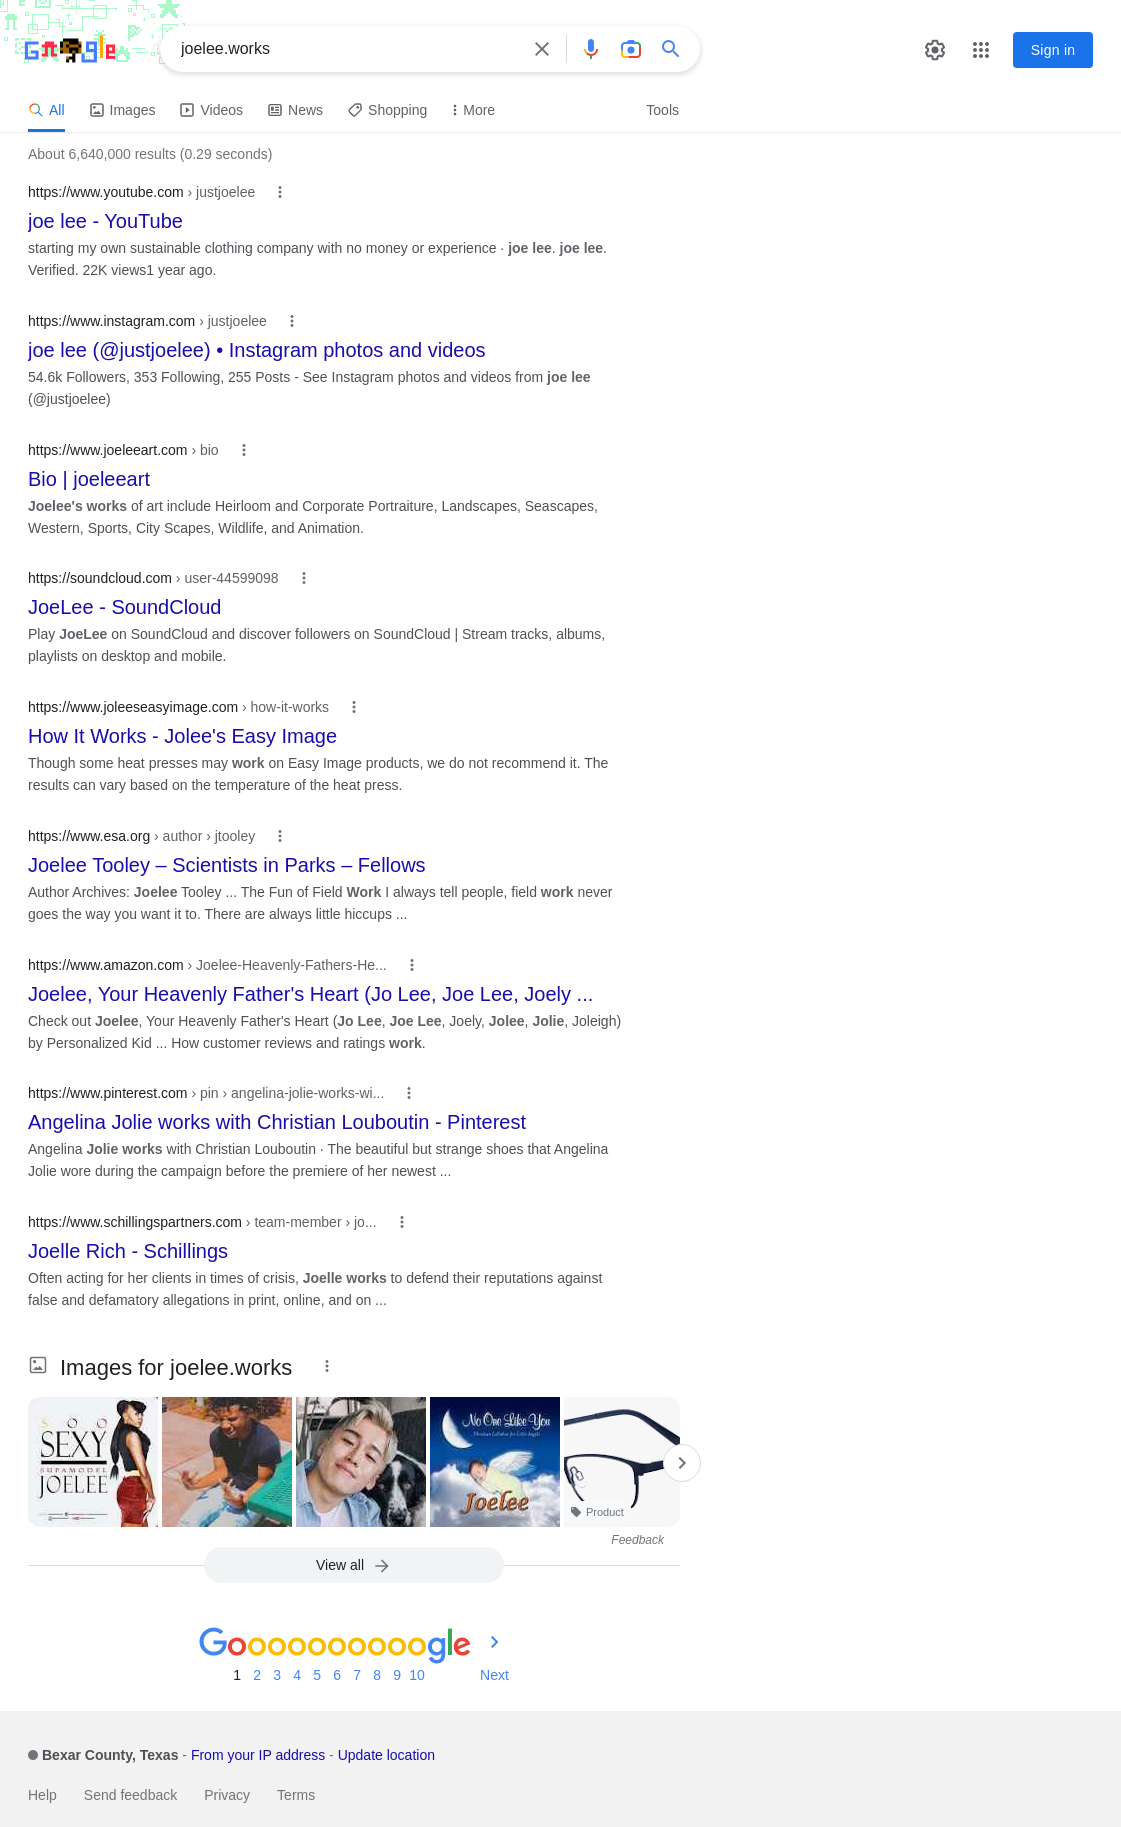 Google
joelee.works
Sign in
All
Images
Videos
News
Shopping
More
Tools
About 6,640,000 results (0.29 seconds)
https://www.youtube.com › justjoelee
joe lee - YouTube
starting my own sustainable clothing company with no money or experience · joe lee. joe lee.
Verified. 22K views1 year ago.
https://www.instagram.com › justjoelee
joe lee (@justjoelee) • Instagram photos and videos
54.6k Followers, 353 Following, 255 Posts - See Instagram photos and videos from joe lee
(@justjoelee)
https://www.joeleeart.com › bio
Bio | joeleeart
Joelee's works of art include Heirloom and Corporate Portraiture, Landscapes, Seascapes,
Western, Sports, City Scapes, Wildlife, and Animation.
https://soundcloud.com › user-44599098
JoeLee - SoundCloud
Play JoeLee on SoundCloud and discover followers on SoundCloud | Stream tracks, albums,
playlists on desktop and mobile.
https://www.joleeseasyimage.com › how-it-works
How It Works - Jolee's Easy Image
Though some heat presses may work on Easy Image products, we do not recommend it. The
results can vary based on the temperature of the heat press.
https://www.esa.org › author › jtooley
Joelee Tooley – Scientists in Parks – Fellows
Author Archives: Joelee Tooley ... The Fun of Field Work I always tell people, field work never
goes the way you want it to. There are always little hiccups ...
https://www.amazon.com › Joelee-Heavenly-Fathers-He...
Joelee, Your Heavenly Father's Heart (Jo Lee, Joe Lee, Joely ...
Check out Joelee, Your Heavenly Father's Heart (Jo Lee, Joe Lee, Joely, Jolee, Jolie, Joleigh)
by Personalized Kid ... How customer reviews and ratings work.
https://www.pinterest.com › pin › angelina-jolie-works-wi...
Angelina Jolie works with Christian Louboutin - Pinterest
Angelina Jolie works with Christian Louboutin · The beautiful but strange shoes that Angelina
Jolie wore during the campaign before the premiere of her newest ...
https://www.schillingspartners.com › team-member › jo...
Joelle Rich - Schillings
Often acting for her clients in times of crisis, Joelle works to defend their reputations against
false and defamatory allegations in print, online, and on ...
Images for joelee.works
SOO
SEXY
SUPAMODEL
JOELEE
No One Like You
Christian Lullabies for Little Angels
Joelee
Product
Feedback
View all
Goooooooooogle
1 2 3 4 5 6 7 8 9 10 Next
Bexar County, Texas - From your IP address - Update location
Help Send feedback Privacy Terms